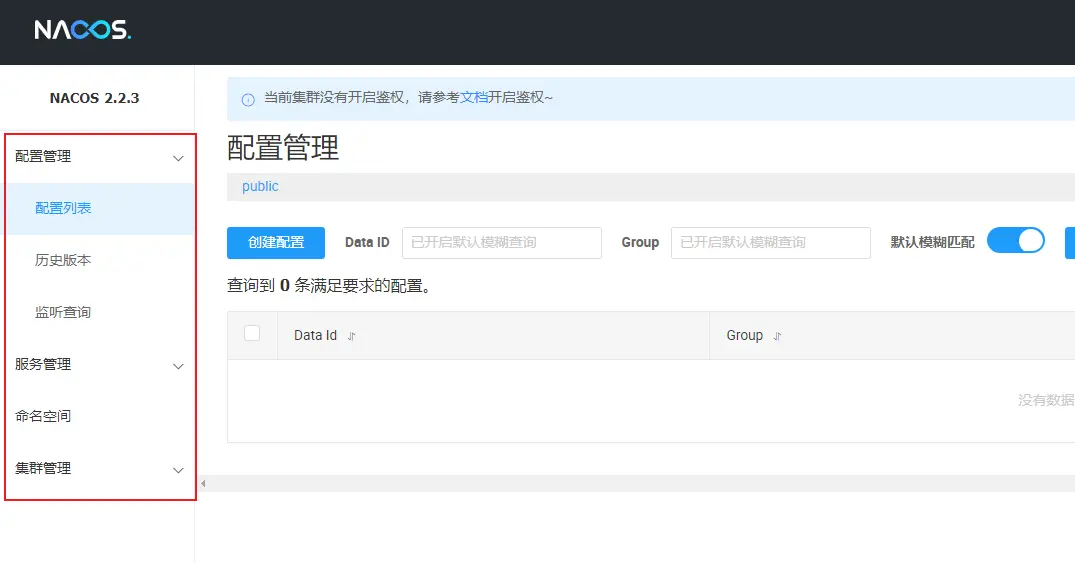 NACOS.
NACOS 2.2.3
配置管理
配置列表
历史版本
监听查询
服务管理
命名空间
集群管理
当前集群没有开启鉴权，请参考文档开启鉴权~
配置管理
public
创建配置 Data ID 已开启默认模糊查询 Group 已开启默认模糊查询 默认模糊匹配
查询到 0 条满足要求的配置。
Data Id Group
没有数据